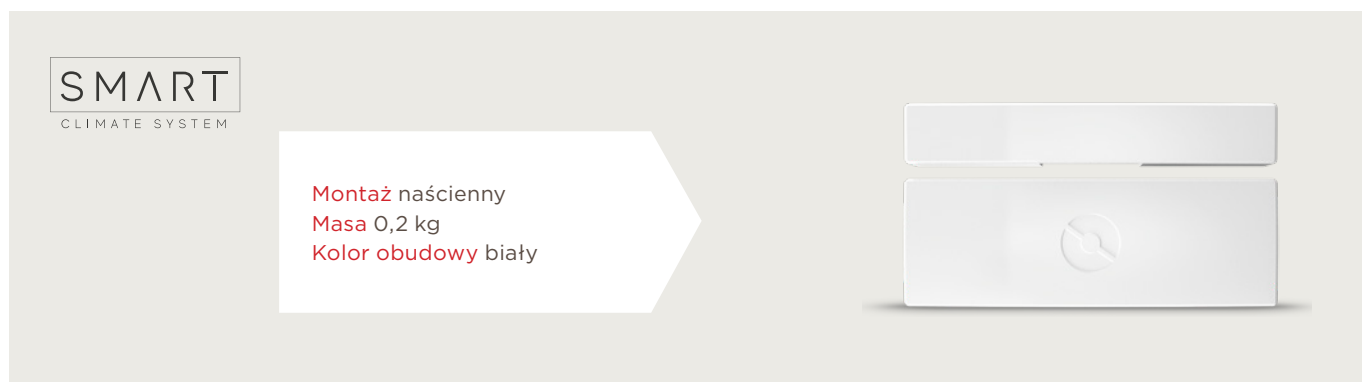 SMART
CLIMATE SYSTEM
Montaż naścienny
Masa 0,2 kg
Kolor obudowy biały